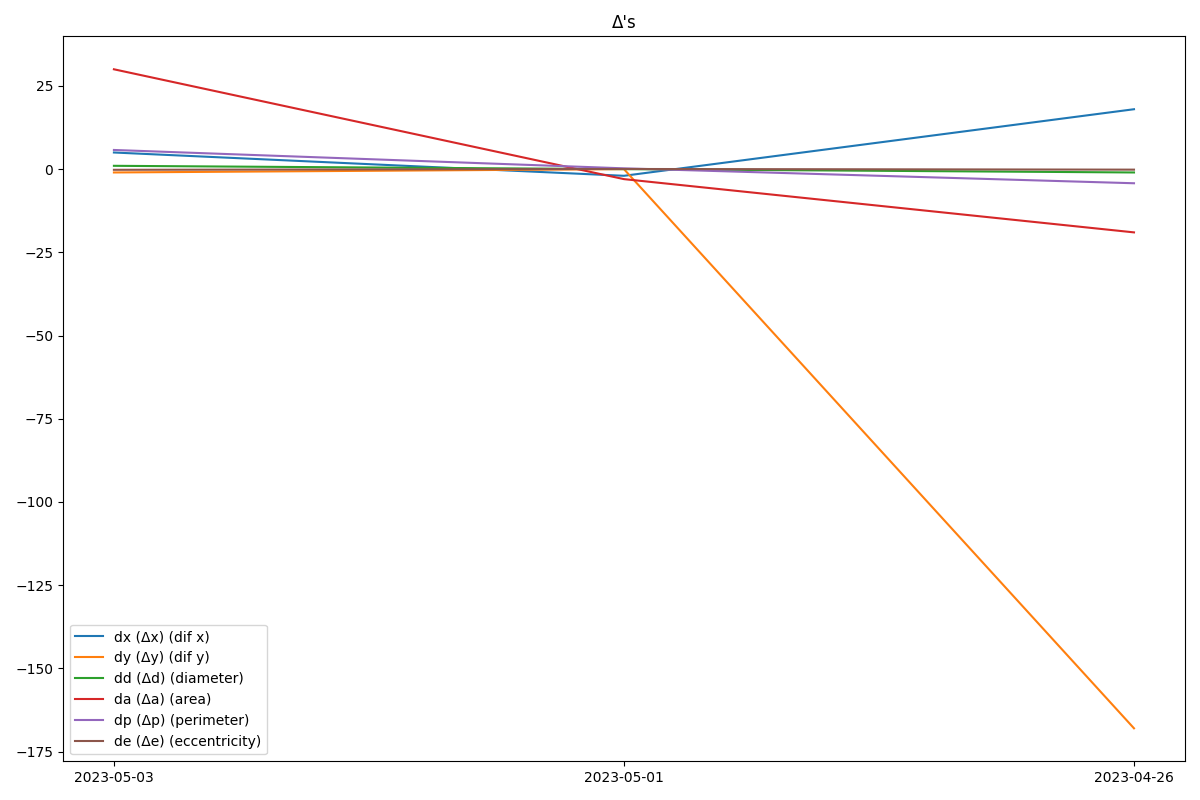 Δ's
25
0
−25
−50
−75
−100
−125
−150
−175
dx (Δx) (dif x)
dy (Δy) (dif y)
dd (Δd) (diameter)
da (Δa) (area)
dp (Δp) (perimeter)
de (Δe) (eccentricity)
2023-05-03 2023-05-01 2023-04-26